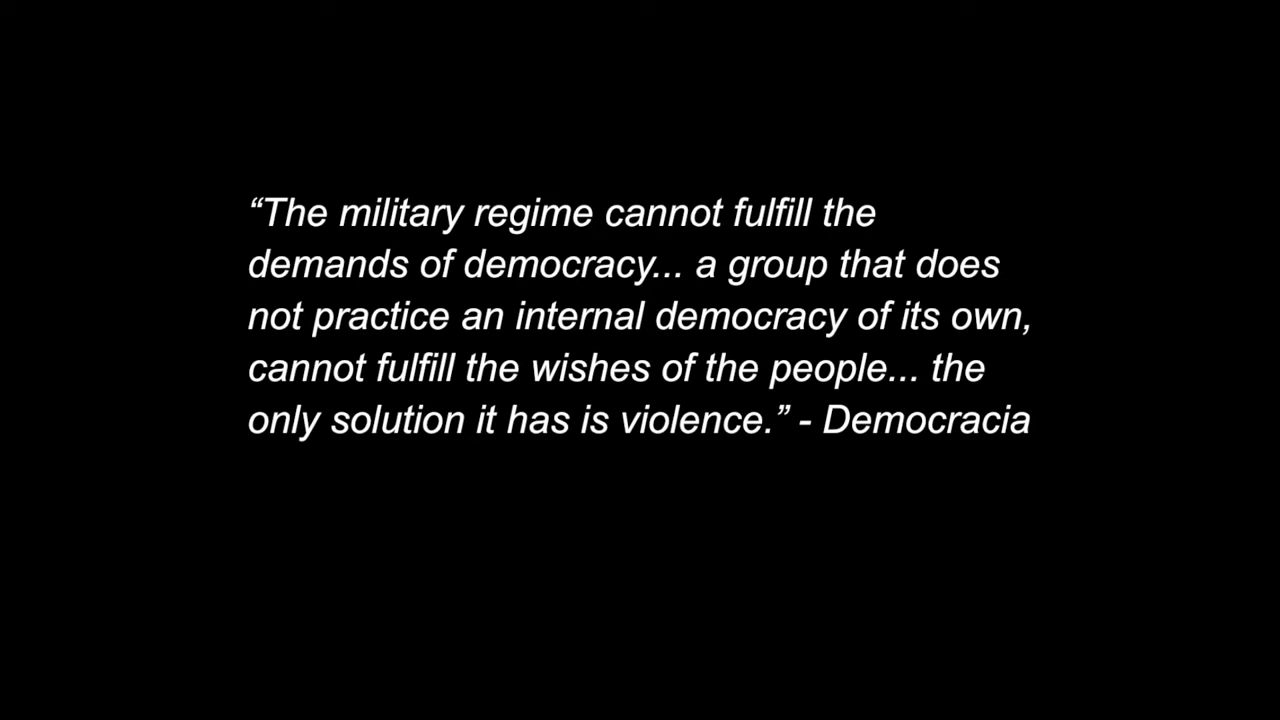 “The military regime cannot fulfill the
demands of democracy... a group that does
not practice an internal democracy of its own,
cannot fulfill the wishes of the people... the
only solution it has is violence.” - Democracia